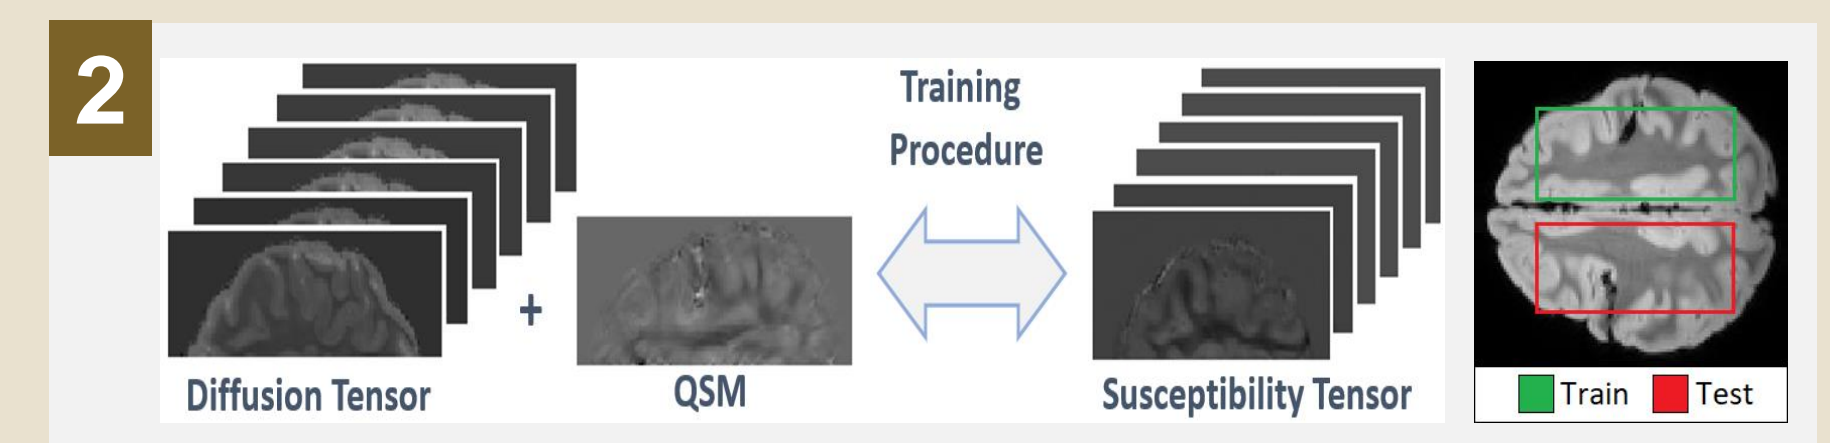 2
Training
Procedure
+
Diffusion Tensor
QSM
Susceptibility Tensor
Train
Test